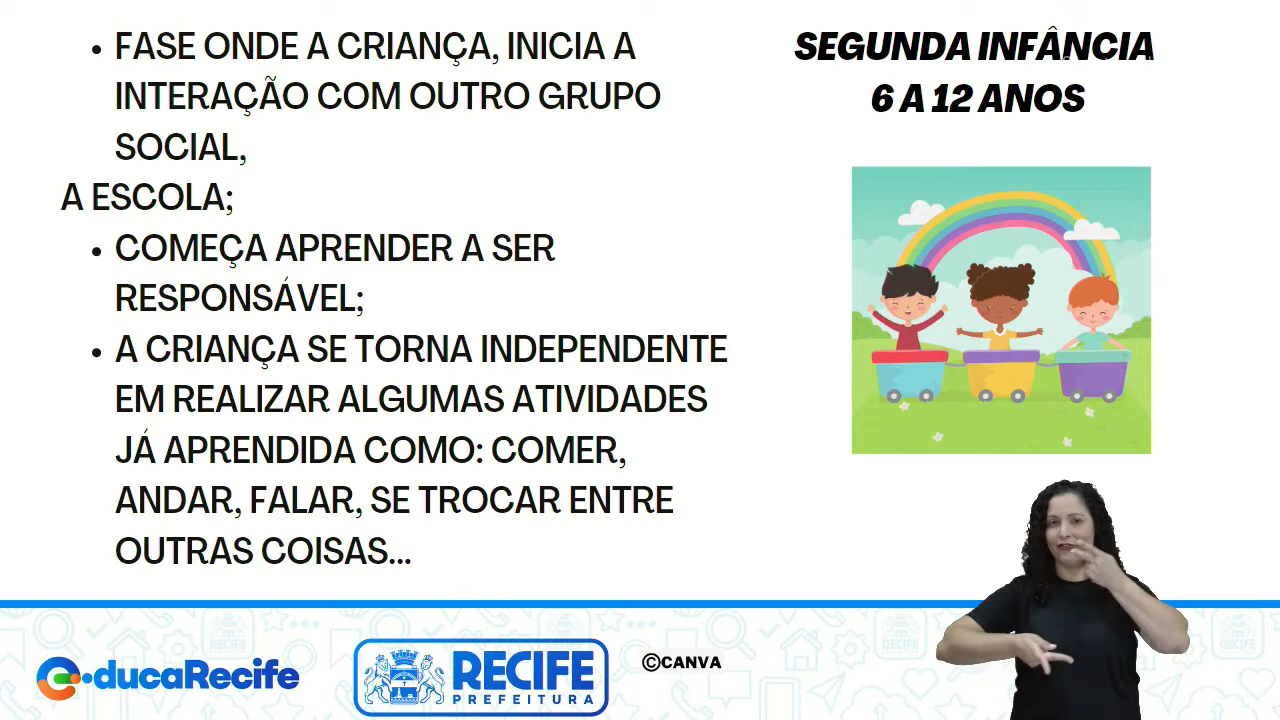 FASE ONDE A CRIANÇA, INICIA A
INTERAÇÃO COM OUTRO GRUPO
SOCIAL,
A ESCOLA;
COMEÇA APRENDER A SER
RESPONSÁVEL;
A CRIANÇA SE TORNA INDEPENDENTE
EM REALIZAR ALGUMAS ATIVIDADES
JÁ APRENDIDA COMO: COMER,
ANDAR, FALAR, SE TROCAR ENTRE
OUTRAS COISAS...
SEGUNDA INFÂNCIA
6 A 12 ANOS
educaRecife
RECIFE
PREFEITURA
©CANVA